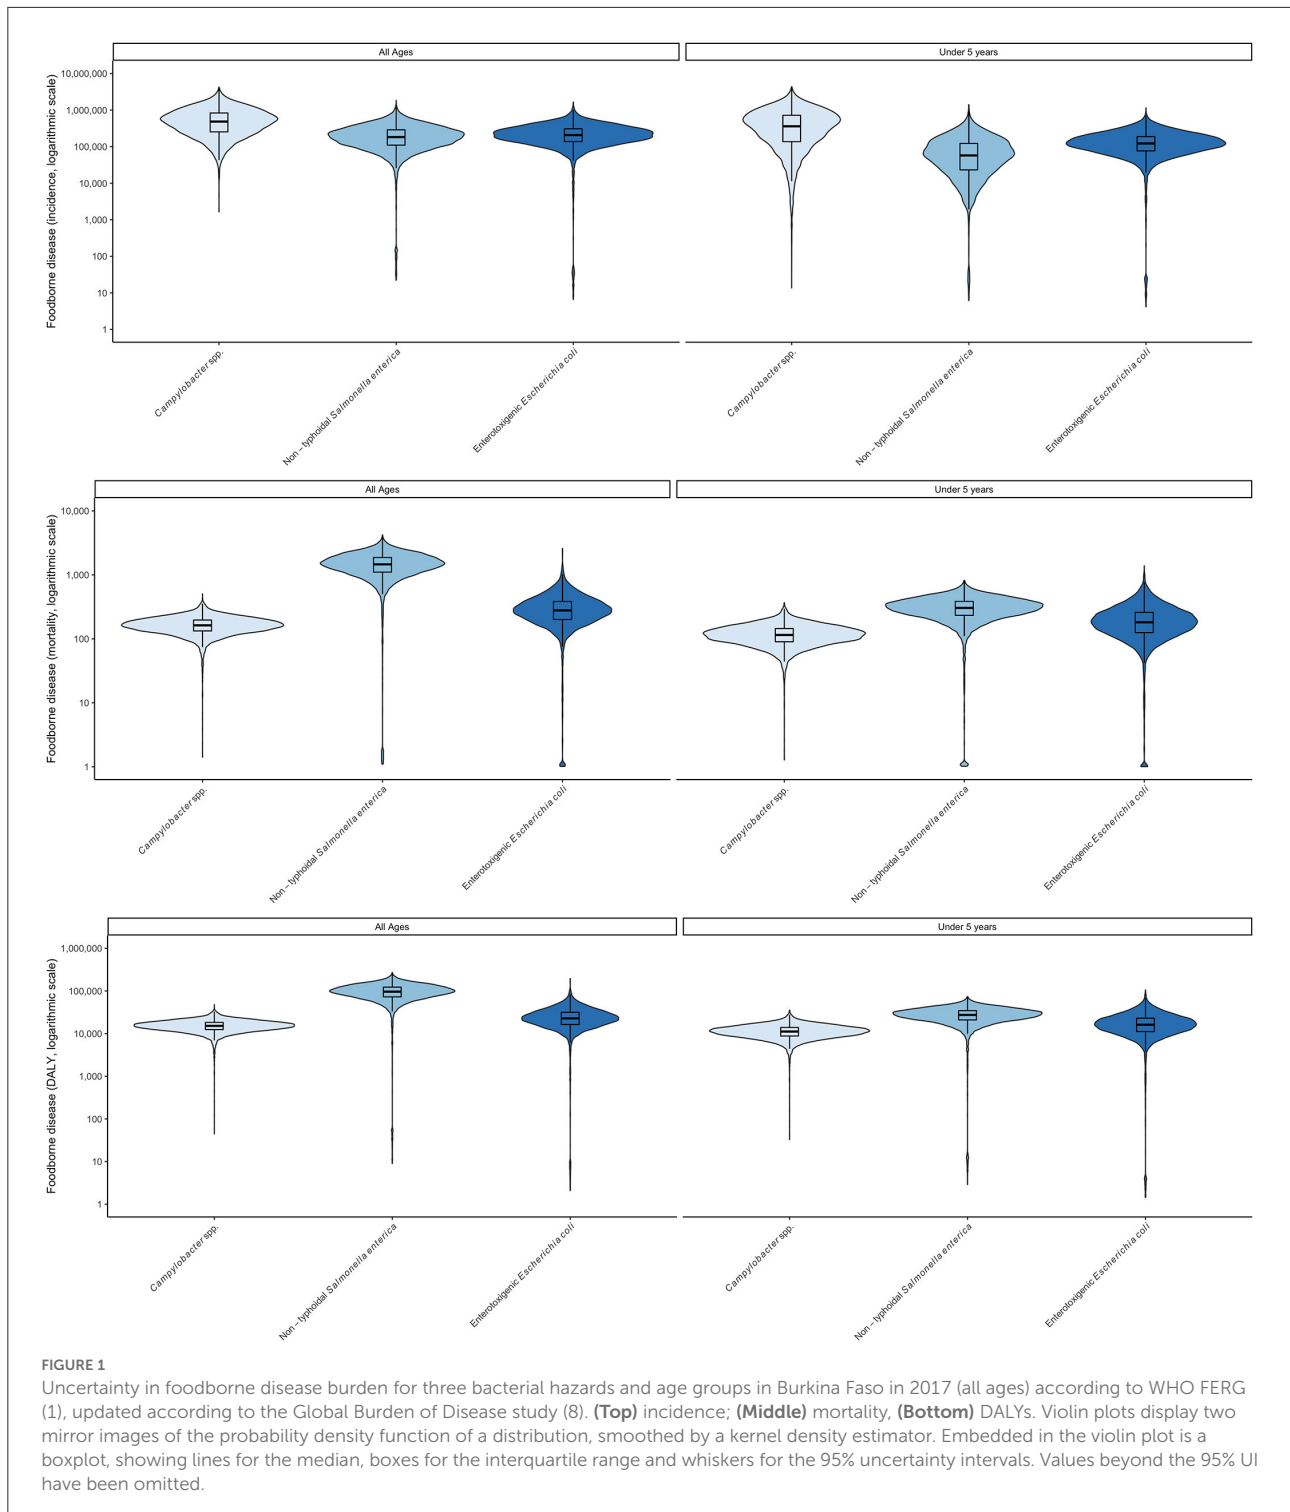 All Ages
Under 5 years
Foodborne disease (incidence, logarithmic scale)
10,000,000
1,000,000
100,000
10,000
1,000
100
10
1
Campylobacter spp.
Non−typhoidal Salmonella enterica
Enterotoxigenic Escherichia coli
Campylobacter spp.
Non−typhoidal Salmonella enterica
Enterotoxigenic Escherichia coli
All Ages
Under 5 years
Foodborne disease (mortality, logarithmic scale)
10,000
1,000
100
10
1
Campylobacter spp.
Non−typhoidal Salmonella enterica
Enterotoxigenic Escherichia coli
Campylobacter spp.
Non−typhoidal Salmonella enterica
Enterotoxigenic Escherichia coli
All Ages
Under 5 years
Foodborne disease (DALY, logarithmic scale)
1,000,000
100,000
10,000
1,000
100
10
1
Campylobacter spp.
Non−typhoidal Salmonella enterica
Enterotoxigenic Escherichia coli
Campylobacter spp.
Non−typhoidal Salmonella enterica
Enterotoxigenic Escherichia coli
FIGURE 1
Uncertainty in foodborne disease burden for three bacterial hazards and age groups in Burkina Faso in 2017 (all ages) according to WHO FERG
(1), updated according to the Global Burden of Disease study (8). (Top) incidence; (Middle) mortality, (Bottom) DALYs. Violin plots display two
mirror images of the probability density function of a distribution, smoothed by a kernel density estimator. Embedded in the violin plot is a
boxplot, showing lines for the median, boxes for the interquartile range and whiskers for the 95% uncertainty intervals. Values beyond the 95% UI
have been omitted.